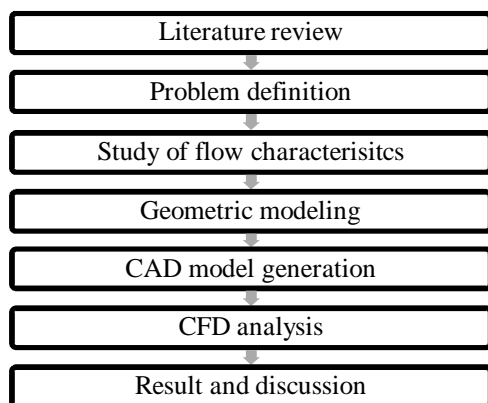 Literature review
Problem definition
Study of flow characterisitcs
Geometric modeling
CAD model generation
CFD analysis
Result and discussion